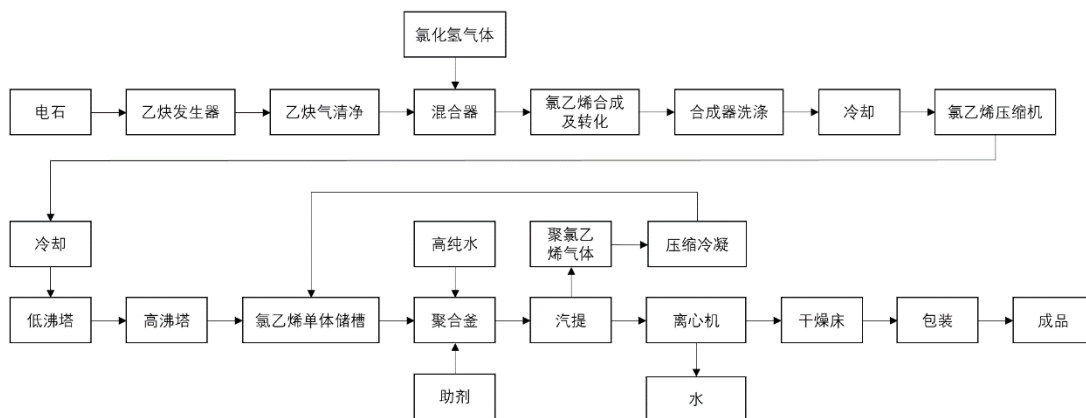 氯化氢气体
电石
乙炔发生器
乙炔气清净
混合器
氯乙烯合成
及转化
合成器洗涤
冷却
氯乙烯压缩机
冷却
高纯水
聚氯乙
烯气体
压缩冷凝
低沸塔
高沸塔
氯乙烯单体储槽
聚合釜
汽提
离心机
干燥床
包装
成品
助剂
水